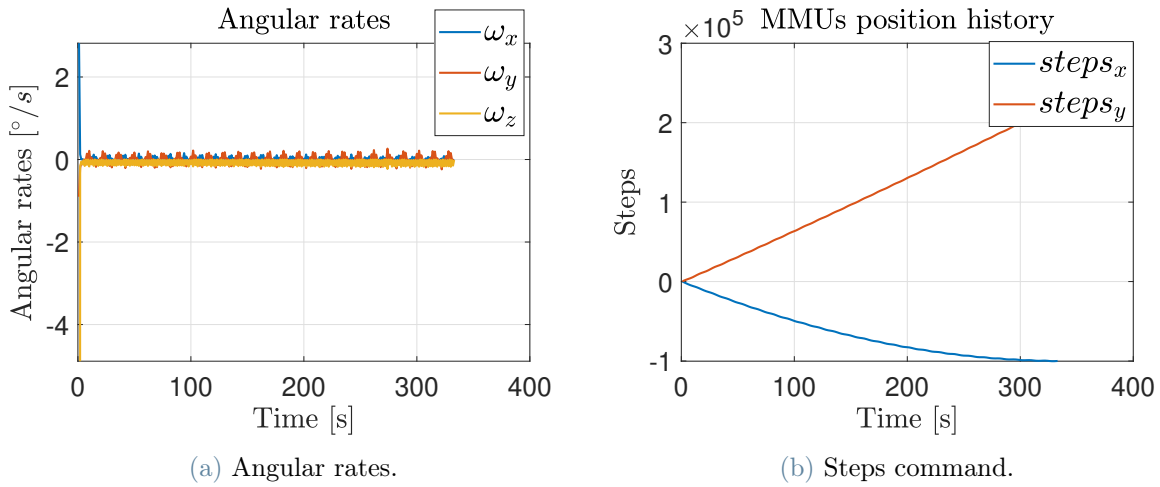 Angular rates
ω_x
ω_y
ω_z
2
0
-2
-4
Angular rates [°/s]
0
100
200
300
400
Time [s]
(a) Angular rates.
×10^5
MMUs position history
steps_x
steps_y
3
2
1
0
-1
Steps
0
100
200
300
400
Time [s]
(b) Steps command.